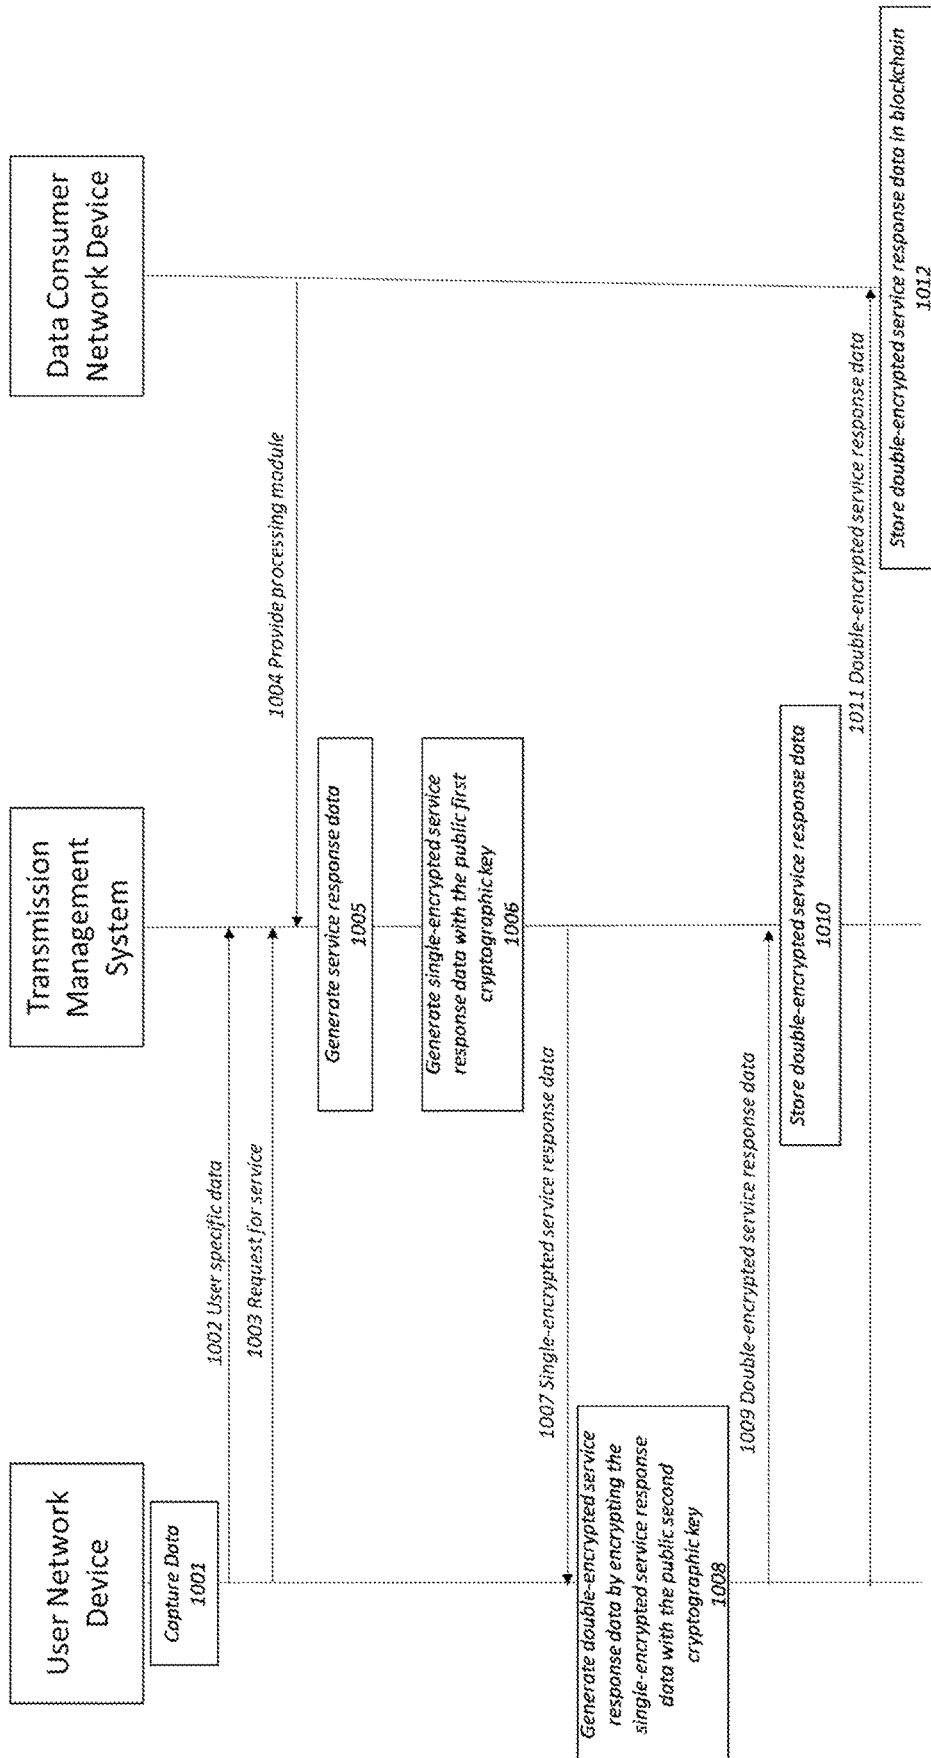 User Network
Device
Transmission
Management
System
Data Consumer
Network Device
Capture Data
1001
1002 User specific data
1003 Request for service
1004 Provide processing module
Generate service response data
1005
Generate single-encrypted service
response data with the public first
cryptographic key
1006
1007 Single-encrypted service response data
Generate double-encrypted service
response data by encrypting the
single-encrypted service response
data with the public second
cryptographic key
1008
1009 Double-encrypted service response data
Store double-encrypted service response data
1010
1011 Double-encrypted service response data
Store double-encrypted service response data in blockchain
1012